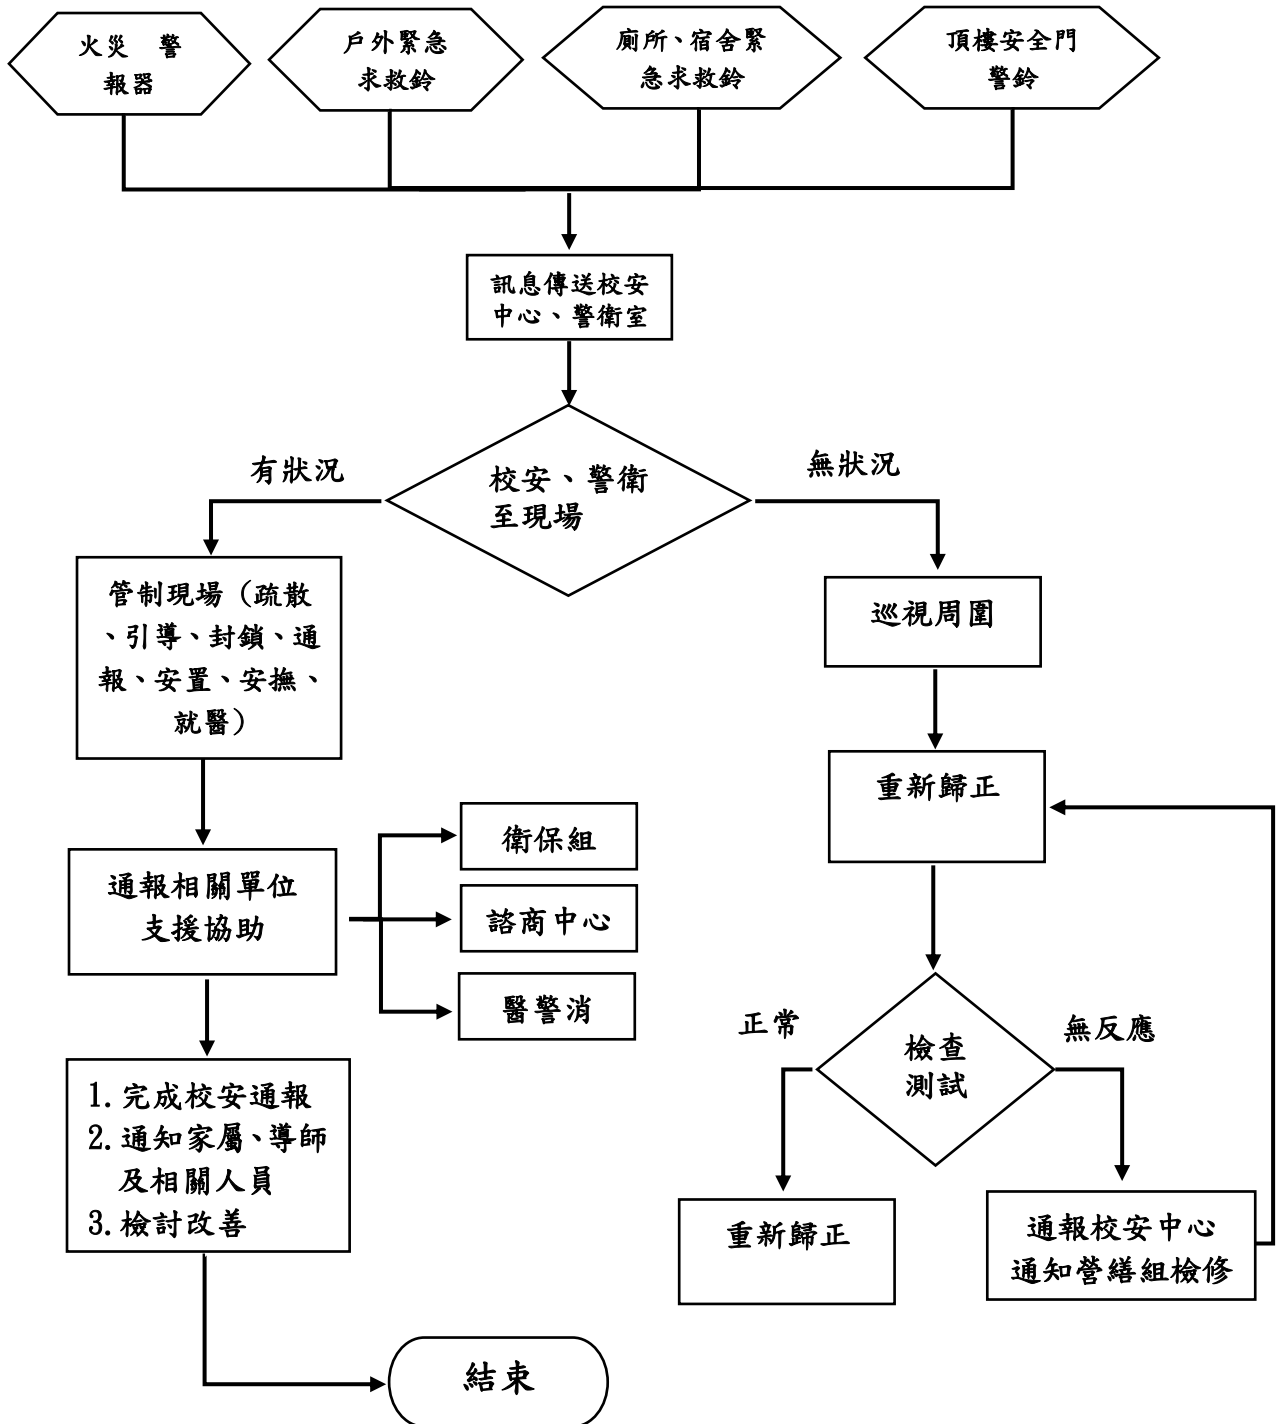 火災 警
報器
戶外緊急
求救鈴
廁所、宿舍緊
急求救鈴
頂樓安全門
警鈴
訊息傳送校安
中心、警衛室
有狀況
校安、警衛
至現場
無狀況
管制現場（疏散
、引導、封鎖、通
報、安置、安撫、
就醫）
巡視周圍
重新歸正
通報相關單位
支援協助
衛保組
諮商中心
醫警消
正常
檢查
測試
無反應
1. 完成校安通報
2. 通知家屬、導師
及相關人員
3. 檢討改善
重新歸正
通報校安中心
通知營繕組檢修
結束